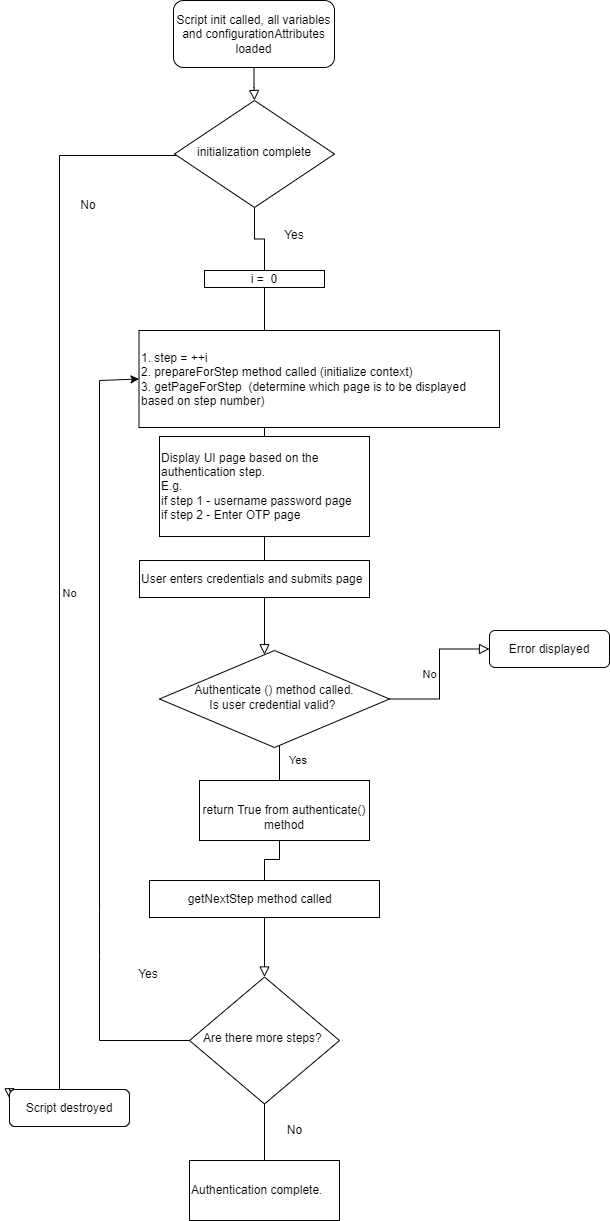 Script init called, all variables
and configurationAttributes
loaded
initialization complete
No
Yes
i = 0
1. step = ++i
2. prepareForStep method called (initialize context)
3. getPageForStep (determine which page is to be displayed
based on step number)
Display UI page based on the
authentication step.
E.g.
if step 1 - username password page
if step 2 - Enter OTP page
User enters credentials and submits page
No
Authenticate () method called.
Is user credential valid?
No
Error displayed
Yes
return True from authenticate()
method
getNextStep method called
Yes
Are there more steps?
Script destroyed
No
Authentication complete.